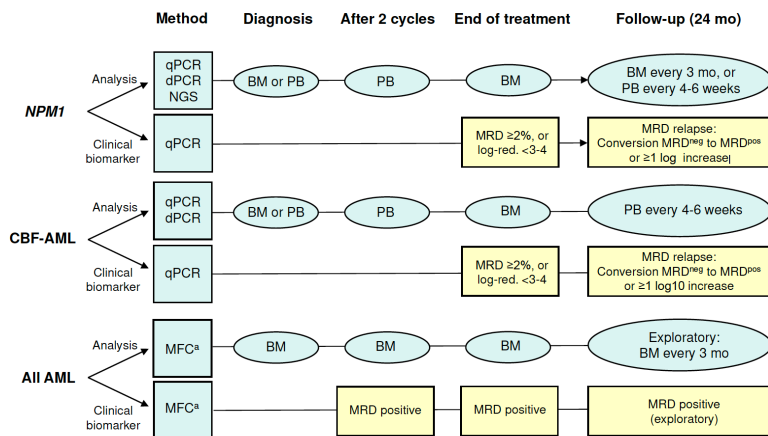 Method Diagnosis After 2 cycles End of treatment Follow-up (24 mo)
NPM1
Analysis
qPCR
dPCR
NGS
BM or PB
PB
BM
BM every 3 mo, or
PB every 4-6 weeks
Clinical
biomarker
qPCR
MRD ≥2%, or
log-red. <3-4
MRD relapse:
Conversion MRDneg to MRDpos
or ≥1 log increase
CBF-AML
Analysis
qPCR
dPCR
BM or PB
PB
BM
PB every 4-6 weeks
Clinical
biomarker
qPCR
MRD ≥2%, or
log-red. <3-4
MRD relapse:
Conversion MRDneg to MRDpos
or ≥1 log10 increase
All AML
Analysis
MFCa
BM
BM
BM
Exploratory:
BM every 3 mo
Clinical
biomarker
MFCa
MRD positive
MRD positive
MRD positive
(exploratory)